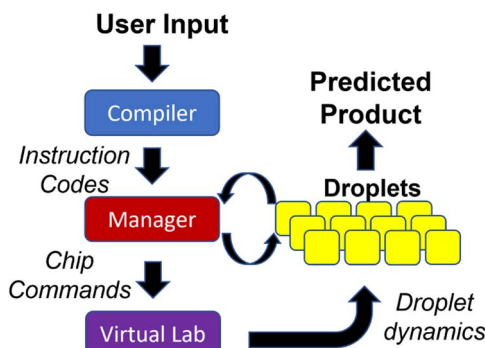 User Input
Compiler
Instruction
Codes
Manager
Chip
Commands
Virtual Lab
Predicted
Product
Droplets
Droplet
dynamics